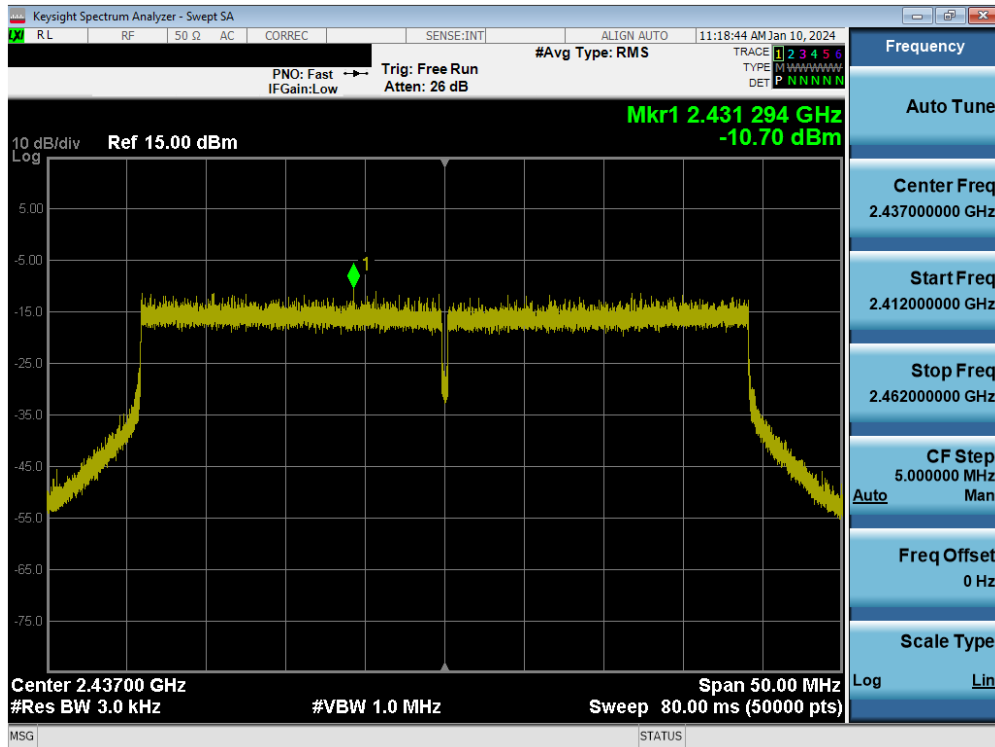 Keysight Spectrum Analyzer - Swept SA
LXI RL RF 50 Ω AC CORREC SENSE:INT ALIGN AUTO 11:18:44 AM Jan 10, 2024
#Avg Type: RMS TRACE 1 2 3 4 5 6
PNO: Fast Trig: Free Run TYPE M W W W W W
IFGain:Low Atten: 26 dB DET P N N N N N
Mkr1 2.431 294 GHz
-10.70 dBm
10 dB/div Ref 15.00 dBm
Log
1
5.00
-5.00
-15.0
-25.0
-35.0
-45.0
-55.0
-65.0
-75.0
Center 2.43700 GHz Span 50.00 MHz
#Res BW 3.0 kHz #VBW 1.0 MHz Sweep 80.00 ms (50000 pts)
MSG STATUS
Frequency
Auto Tune
Center Freq
2.437000000 GHz
Start Freq
2.412000000 GHz
Stop Freq
2.462000000 GHz
CF Step
5.000000 MHz
Auto Man
Freq Offset
0 Hz
Scale Type
Log Lin